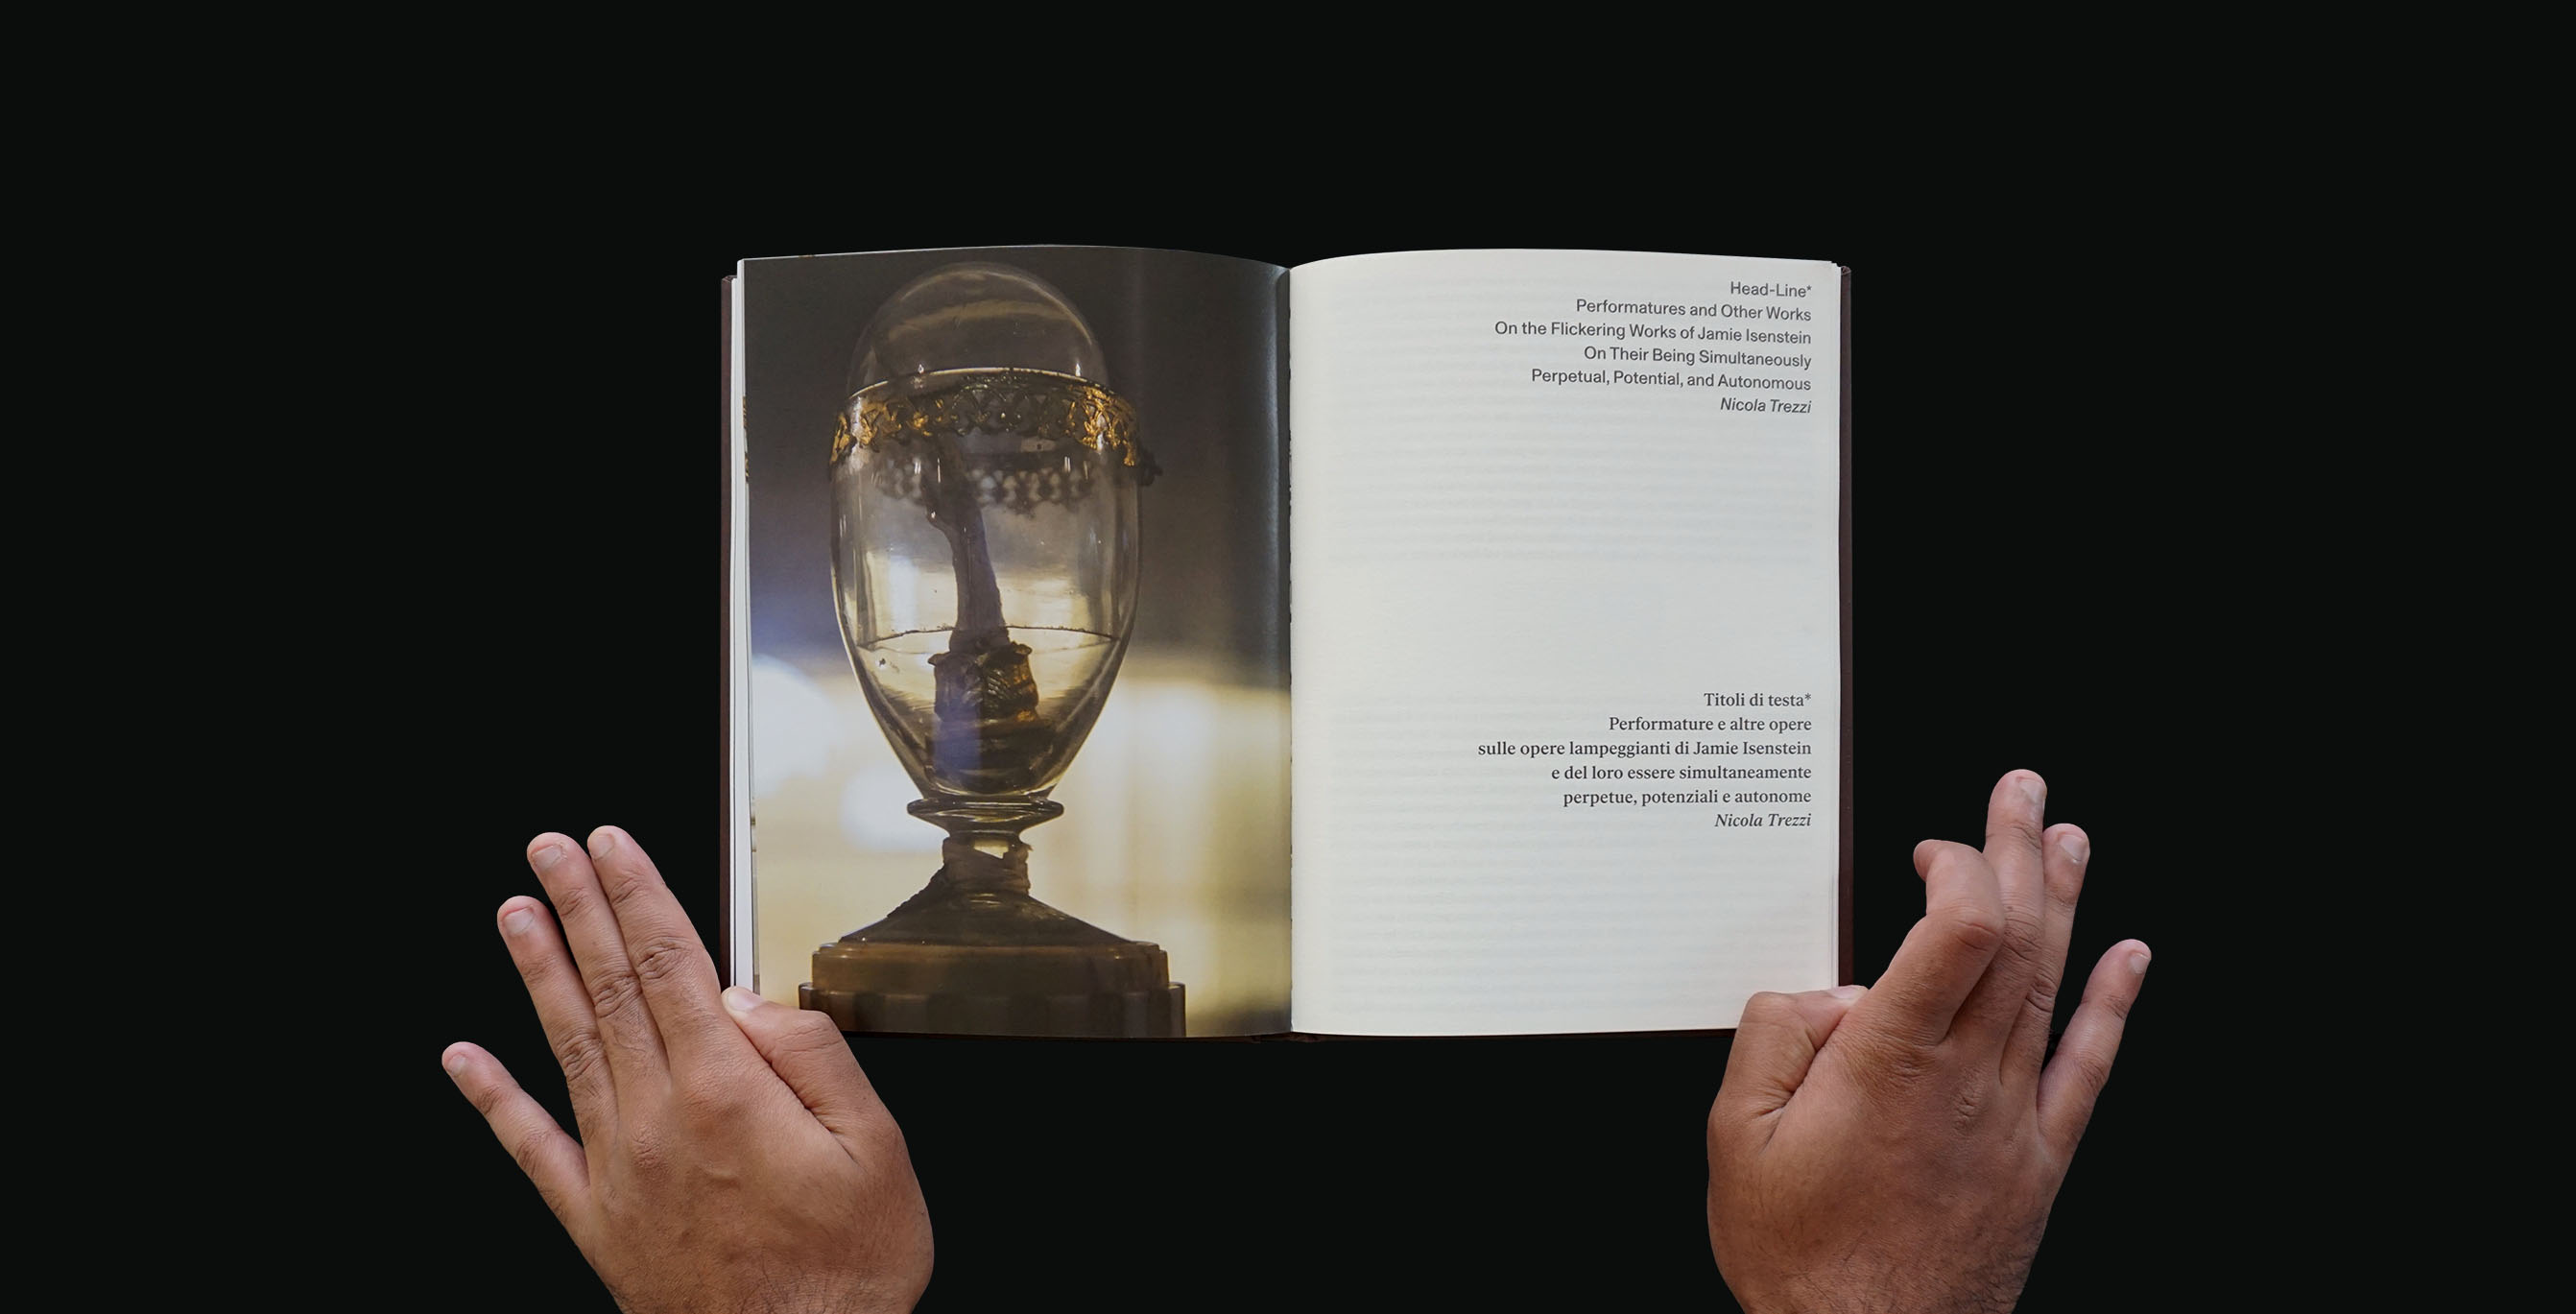 Head-Line*
Performatures and Other Works
On the Flickering Works of Jamie Isenstein
On Their Being Simultaneously
Perpetual, Potential, and Autonomous
Nicola Trezzi
Titoli di testa*
Performature e altre opere
sulle opere lampeggianti di Jamie Isenstein
e del loro essere simultaneamente
perpetue, potenziali e autonome
Nicola Trezzi